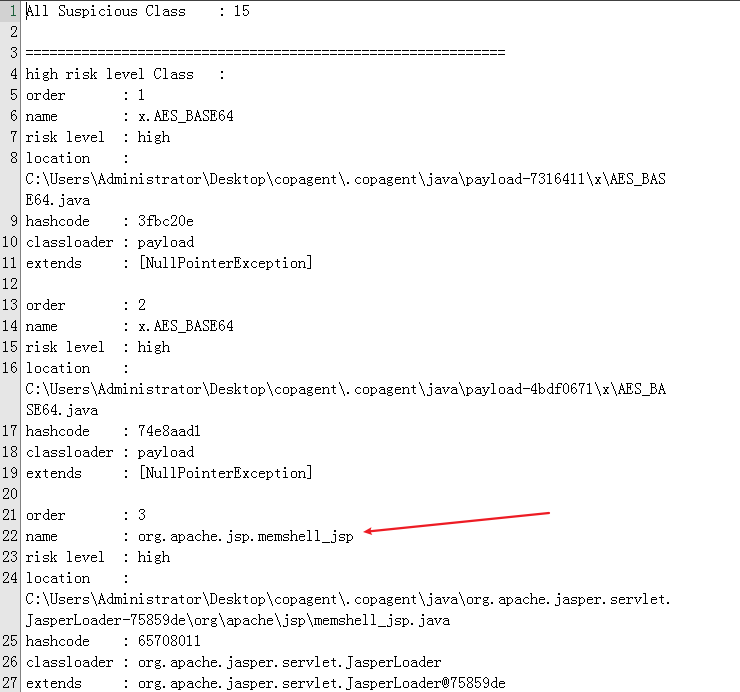 1 All Suspicious Class : 15
2
3 ============================================================
4 high risk level Class :
5 order : 1
6 name : x.AES_BASE64
7 risk level : high
8 location :
C:\Users\Administrator\Desktop\copagent\.copagent\java\payload-7316411\x\AES_BAS
E64.java
9 hashcode : 3fbc20e
10 classloader : payload
11 extends : [NullPointerException]
12
13 order : 2
14 name : x.AES_BASE64
15 risk level : high
16 location :
C:\Users\Administrator\Desktop\copagent\.copagent\java\payload-4bdf0671\x\AES_BA
SE64.java
17 hashcode : 74e8aad1
18 classloader : payload
19 extends : [NullPointerException]
20
21 order : 3
22 name : org.apache.jsp.memshell_jsp
23 risk level : high
24 location :
C:\Users\Administrator\Desktop\copagent\.copagent\java\org.apache.jasper.servlet.
JasperLoader-75859de\org\apache\jsp\memshell_jsp.java
25 hashcode : 65708011
26 classloader : org.apache.jasper.servlet.JasperLoader
27 extends : org.apache.jasper.servlet.JasperLoader@75859de